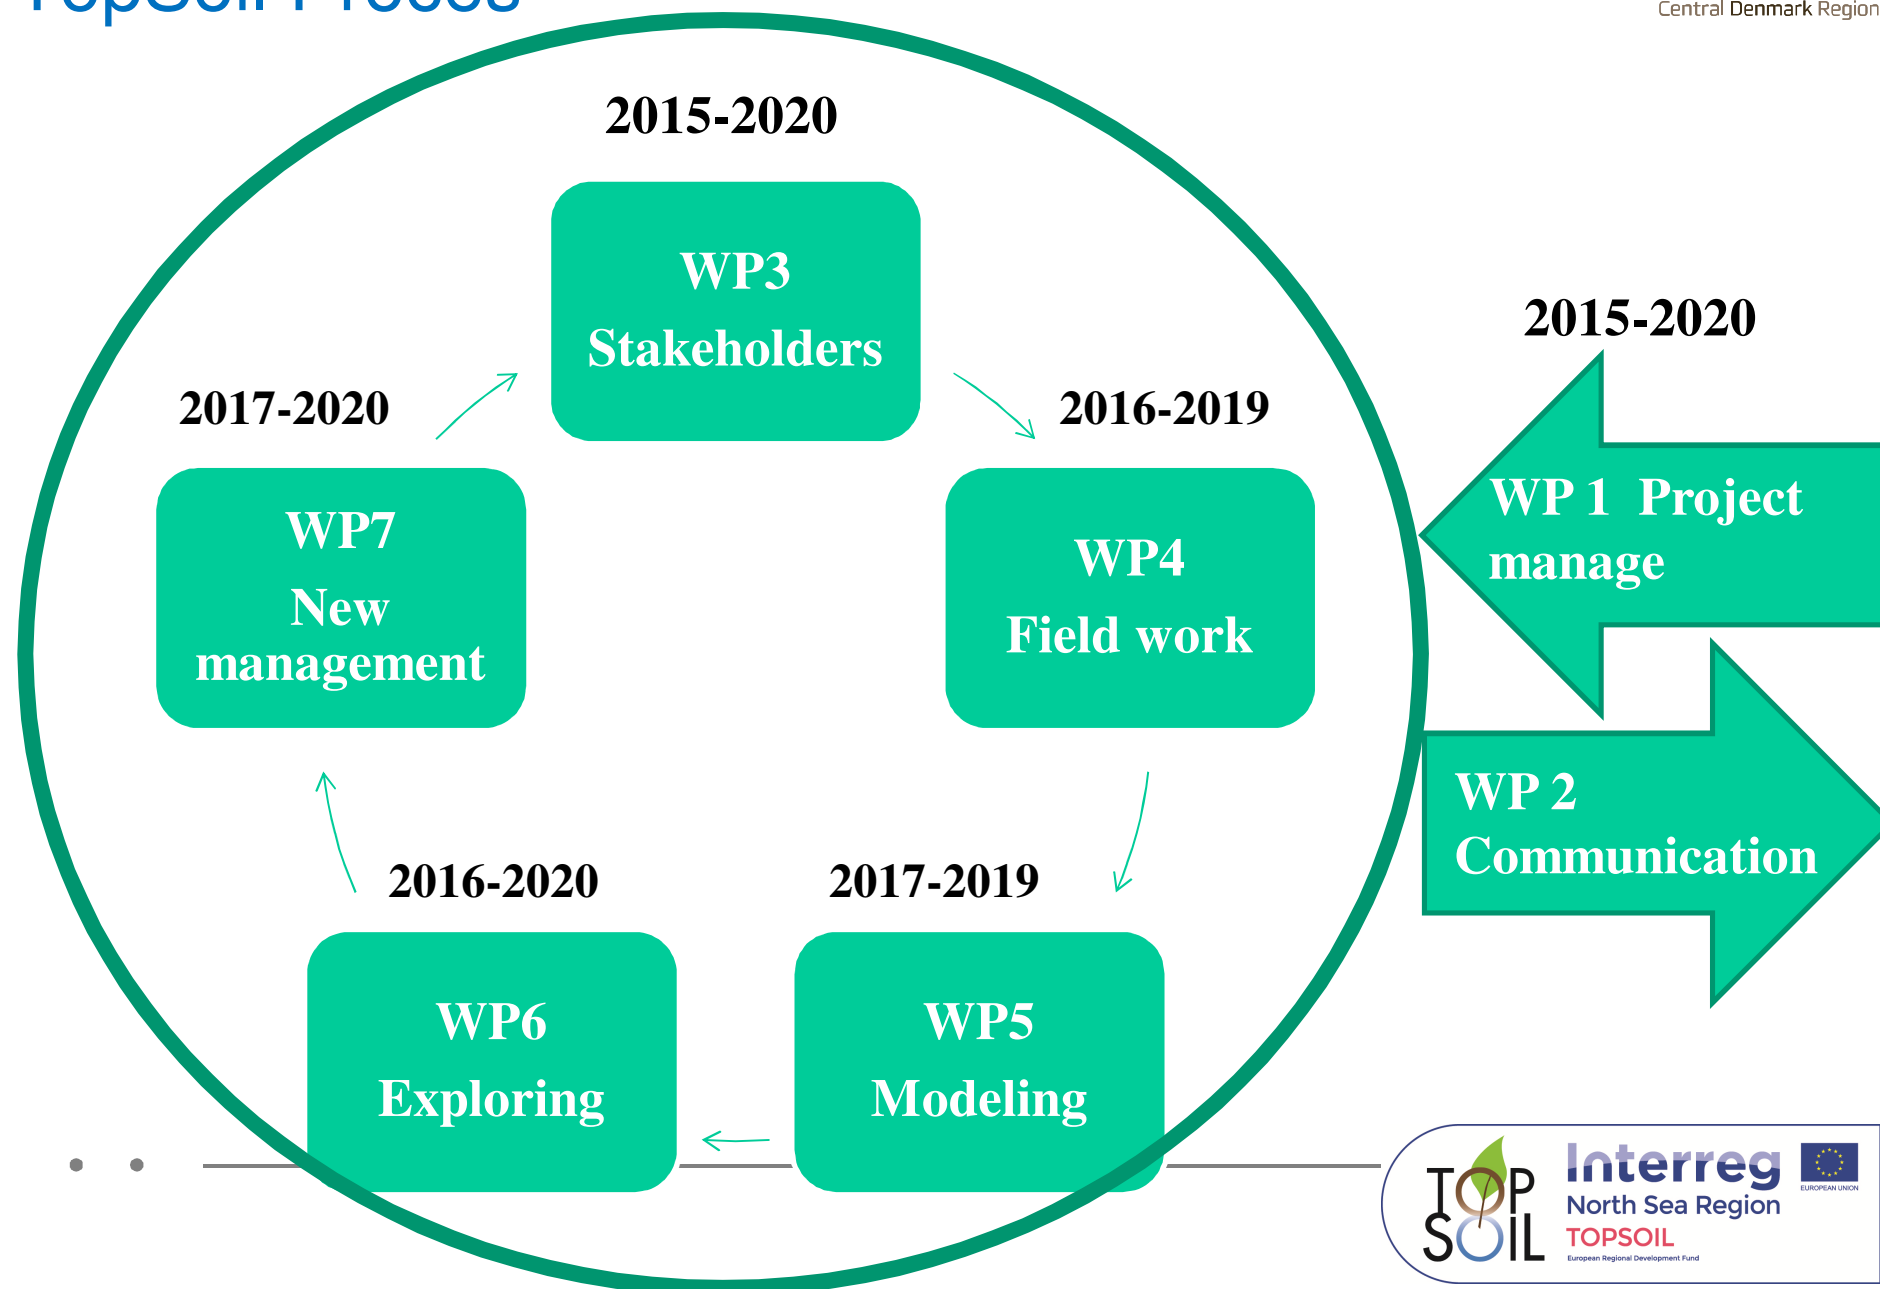 TopSoil Proces
Central Denmark Region
2015-2020
WP3
Stakeholders
2015-2020
2017-2020
2016-2019
WP7
New
management
WP4
Field work
WP 1 Project
manage
WP 2
Communication
2016-2020
2017-2019
WP6
Exploring
WP5
Modeling
TOP
SOIL
Interreg
EUROPEAN UNION
North Sea Region
TOPSOIL
European Regional Development Fund